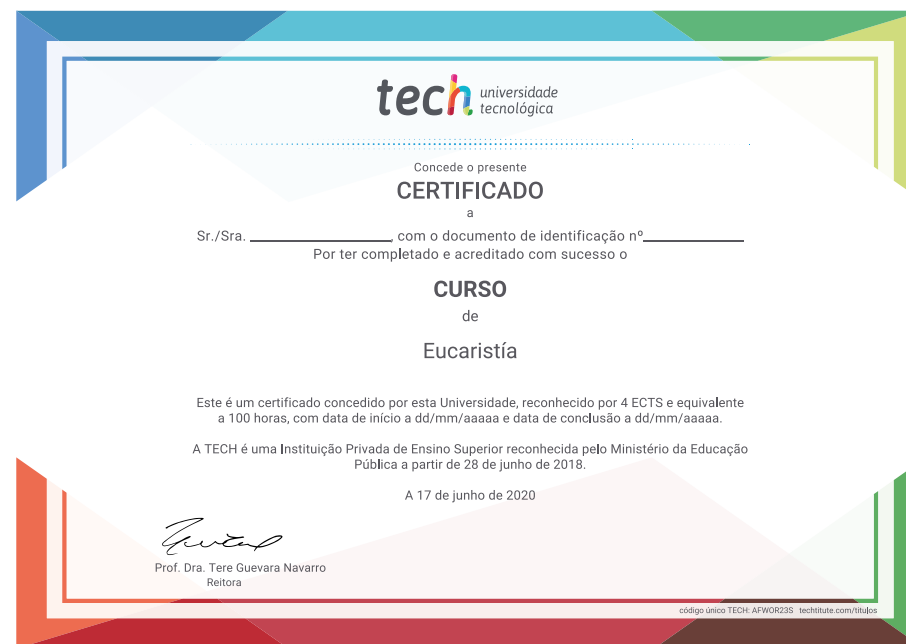 tech universidade
tecnológica
Concede o presente
CERTIFICADO
a
Sr./Sra. ________________, com o documento de identificação nº____________
Por ter completado e acreditado com sucesso o
CURSO
de
Eucaristía
Este é um certificado concedido por esta Universidade, reconhecido por 4 ECTS e equivalente
a 100 horas, com data de início a dd/mm/aaaaa e data de conclusão a dd/mm/aaaaa.
A TECH é uma Instituição Privada de Ensino Superior reconhecida pelo Ministério da Educação
Pública a partir de 28 de junho de 2018.
A 17 de junho de 2020
Prof. Dra. Tere Guevara Navarro
Reitora
código único TECH: AFWOR23S techtitute.com/titulos